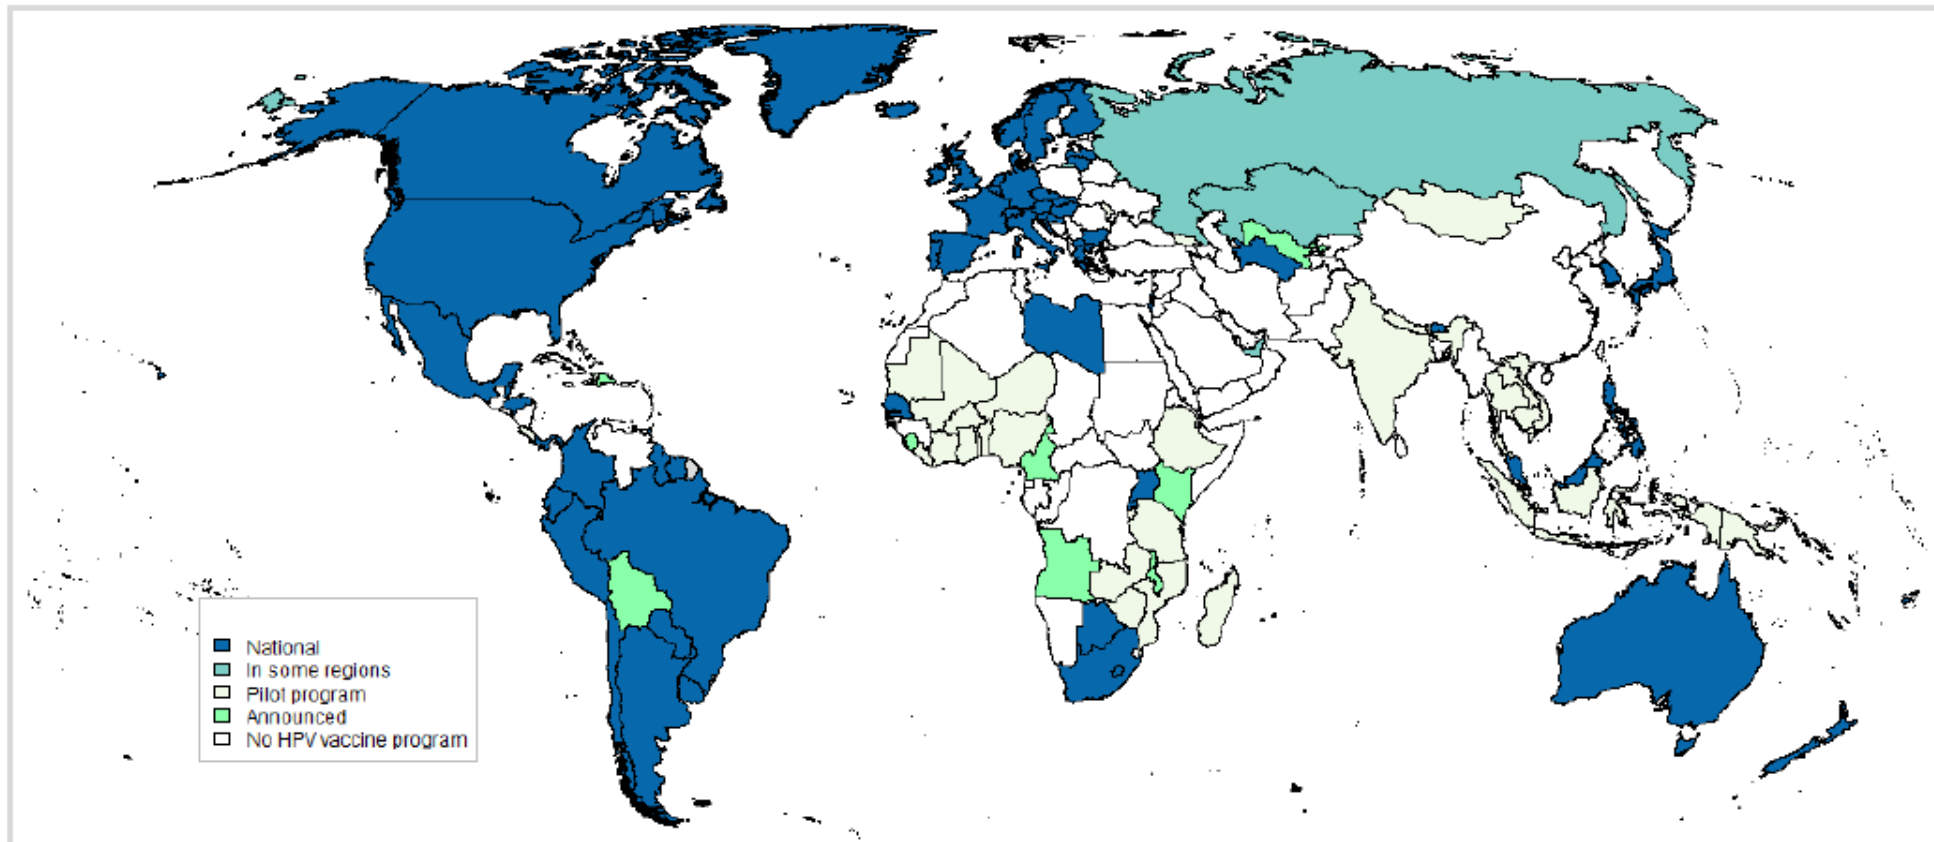 National
In some regions
Pilot program
Announced
No HPV vaccine program